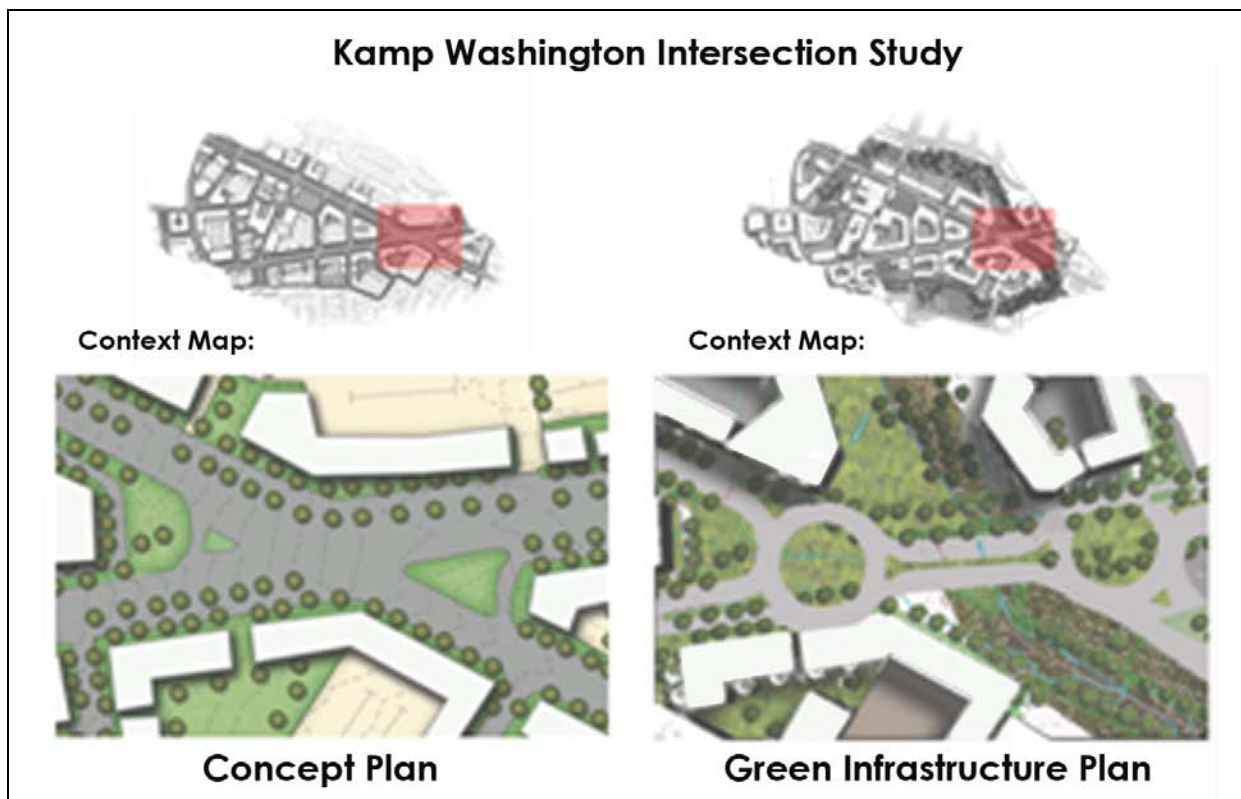 Kamp Washington Intersection Study
Context Map:
Context Map:
Concept Plan
Green Infrastructure Plan